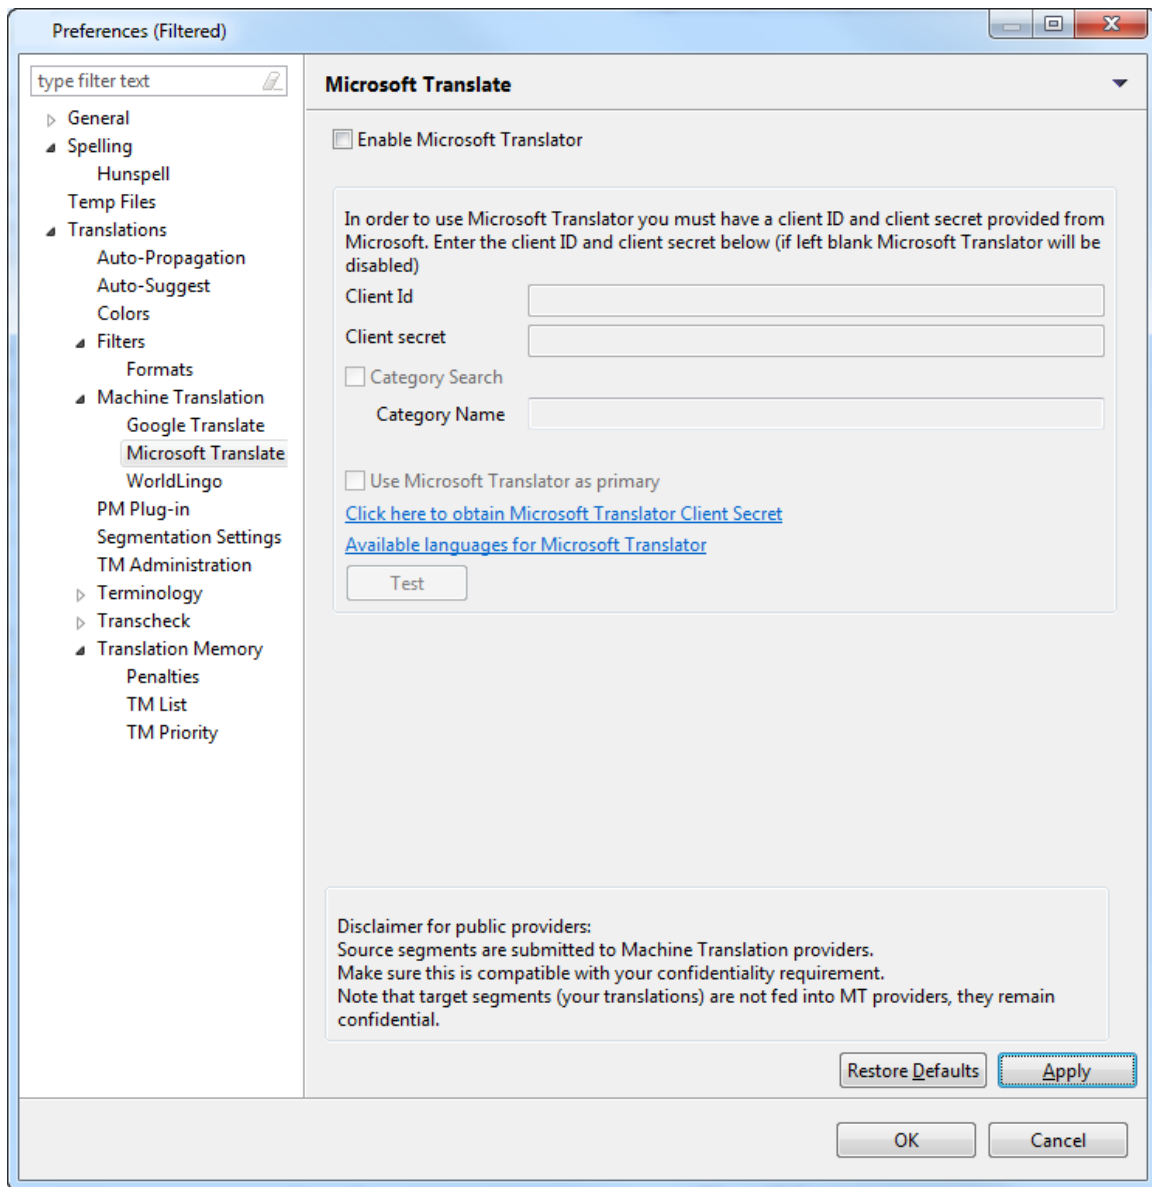 Preferences (Filtered)
type filter text
General
Spelling
Hunspell
Temp Files
Translations
Auto-Propagation
Auto-Suggest
Colors
Filters
Formats
Machine Translation
Google Translate
Microsoft Translate
WorldLingo
PM Plug-in
Segmentation Settings
TM Administration
Terminology
Transcheck
Translation Memory
Penalties
TM List
TM Priority
Microsoft Translate
Enable Microsoft Translator
In order to use Microsoft Translator you must have a client ID and client secret provided from
Microsoft. Enter the client ID and client secret below (if left blank Microsoft Translator will be
disabled)
Client Id
Client secret
Category Search
Category Name
Use Microsoft Translator as primary
Click here to obtain Microsoft Translator Client Secret
Available languages for Microsoft Translator
Test
Disclaimer for public providers:
Source segments are submitted to Machine Translation providers.
Make sure this is compatible with your confidentiality requirement.
Note that target segments (your translations) are not fed into MT providers, they remain
confidential.
Restore Defaults
Apply
OK
Cancel